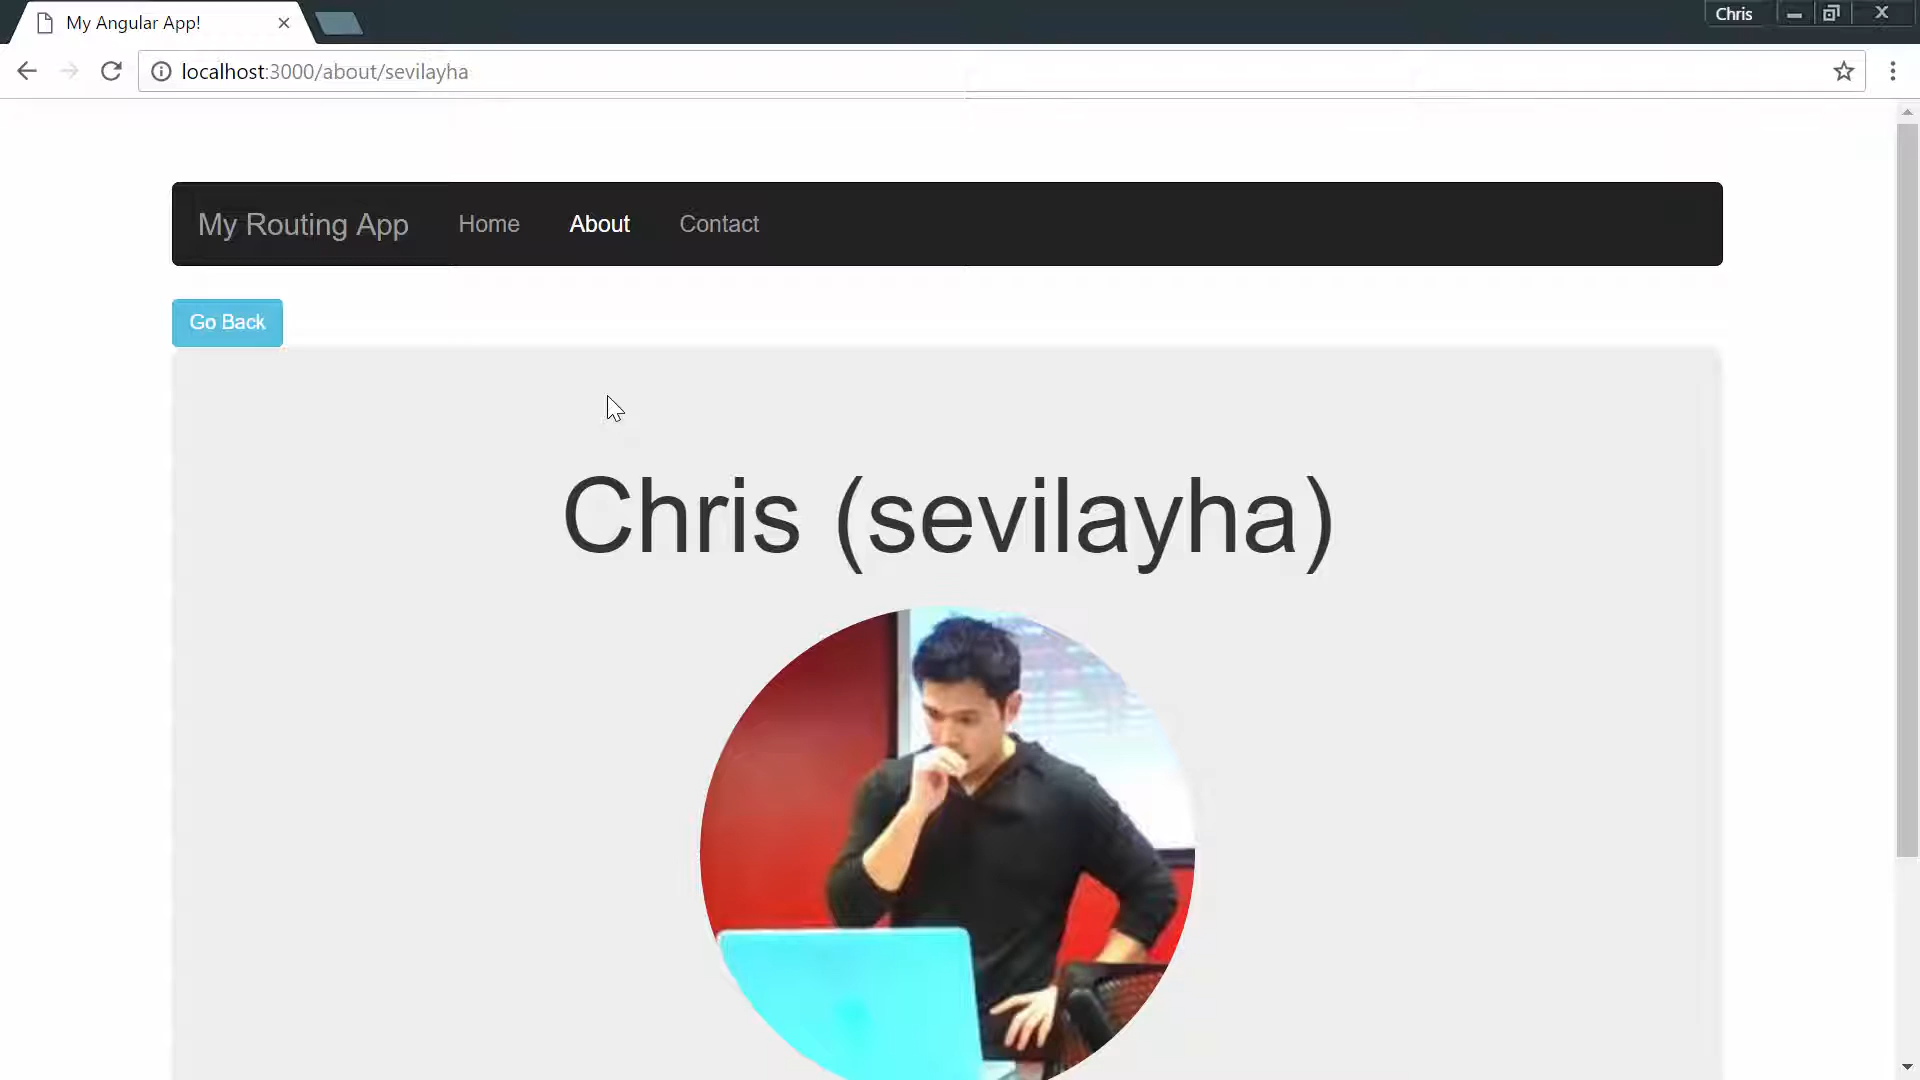 My Angular App!
Chris
localhost:3000/about/sevilayha
My Routing App Home About Contact
Go Back
Chris (sevilayha)